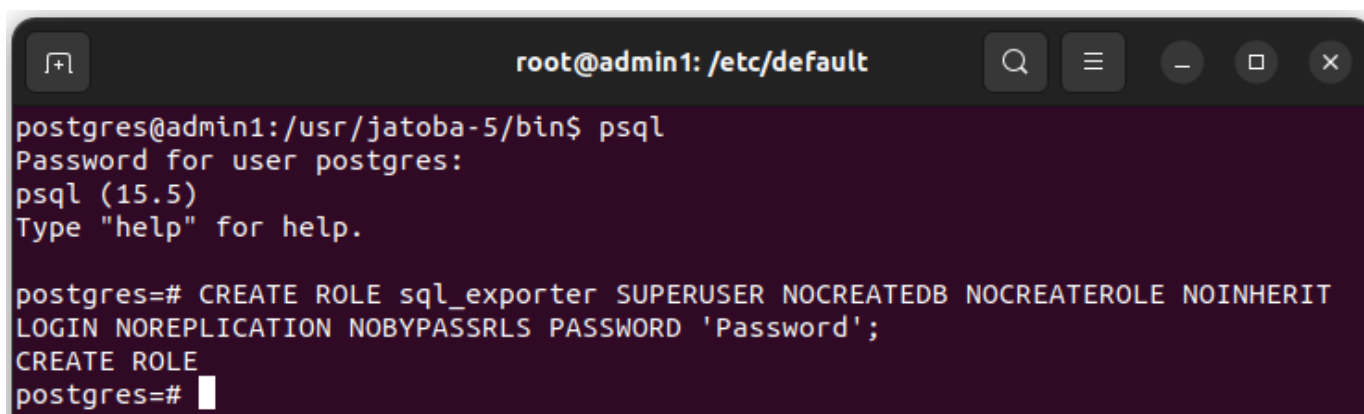 root@admin1: /etc/default
postgres@admin1:/usr/jatoba-5/bin$ psql
Password for user postgres:
psql (15.5)
Type "help" for help.
postgres=# CREATE ROLE sql_exporter SUPERUSER NOCREATEDB NOCREATEROLE NOINHERIT
LOGIN NOREPLICATION NOBYPASSRLS PASSWORD 'Password';
CREATE ROLE
postgres=#